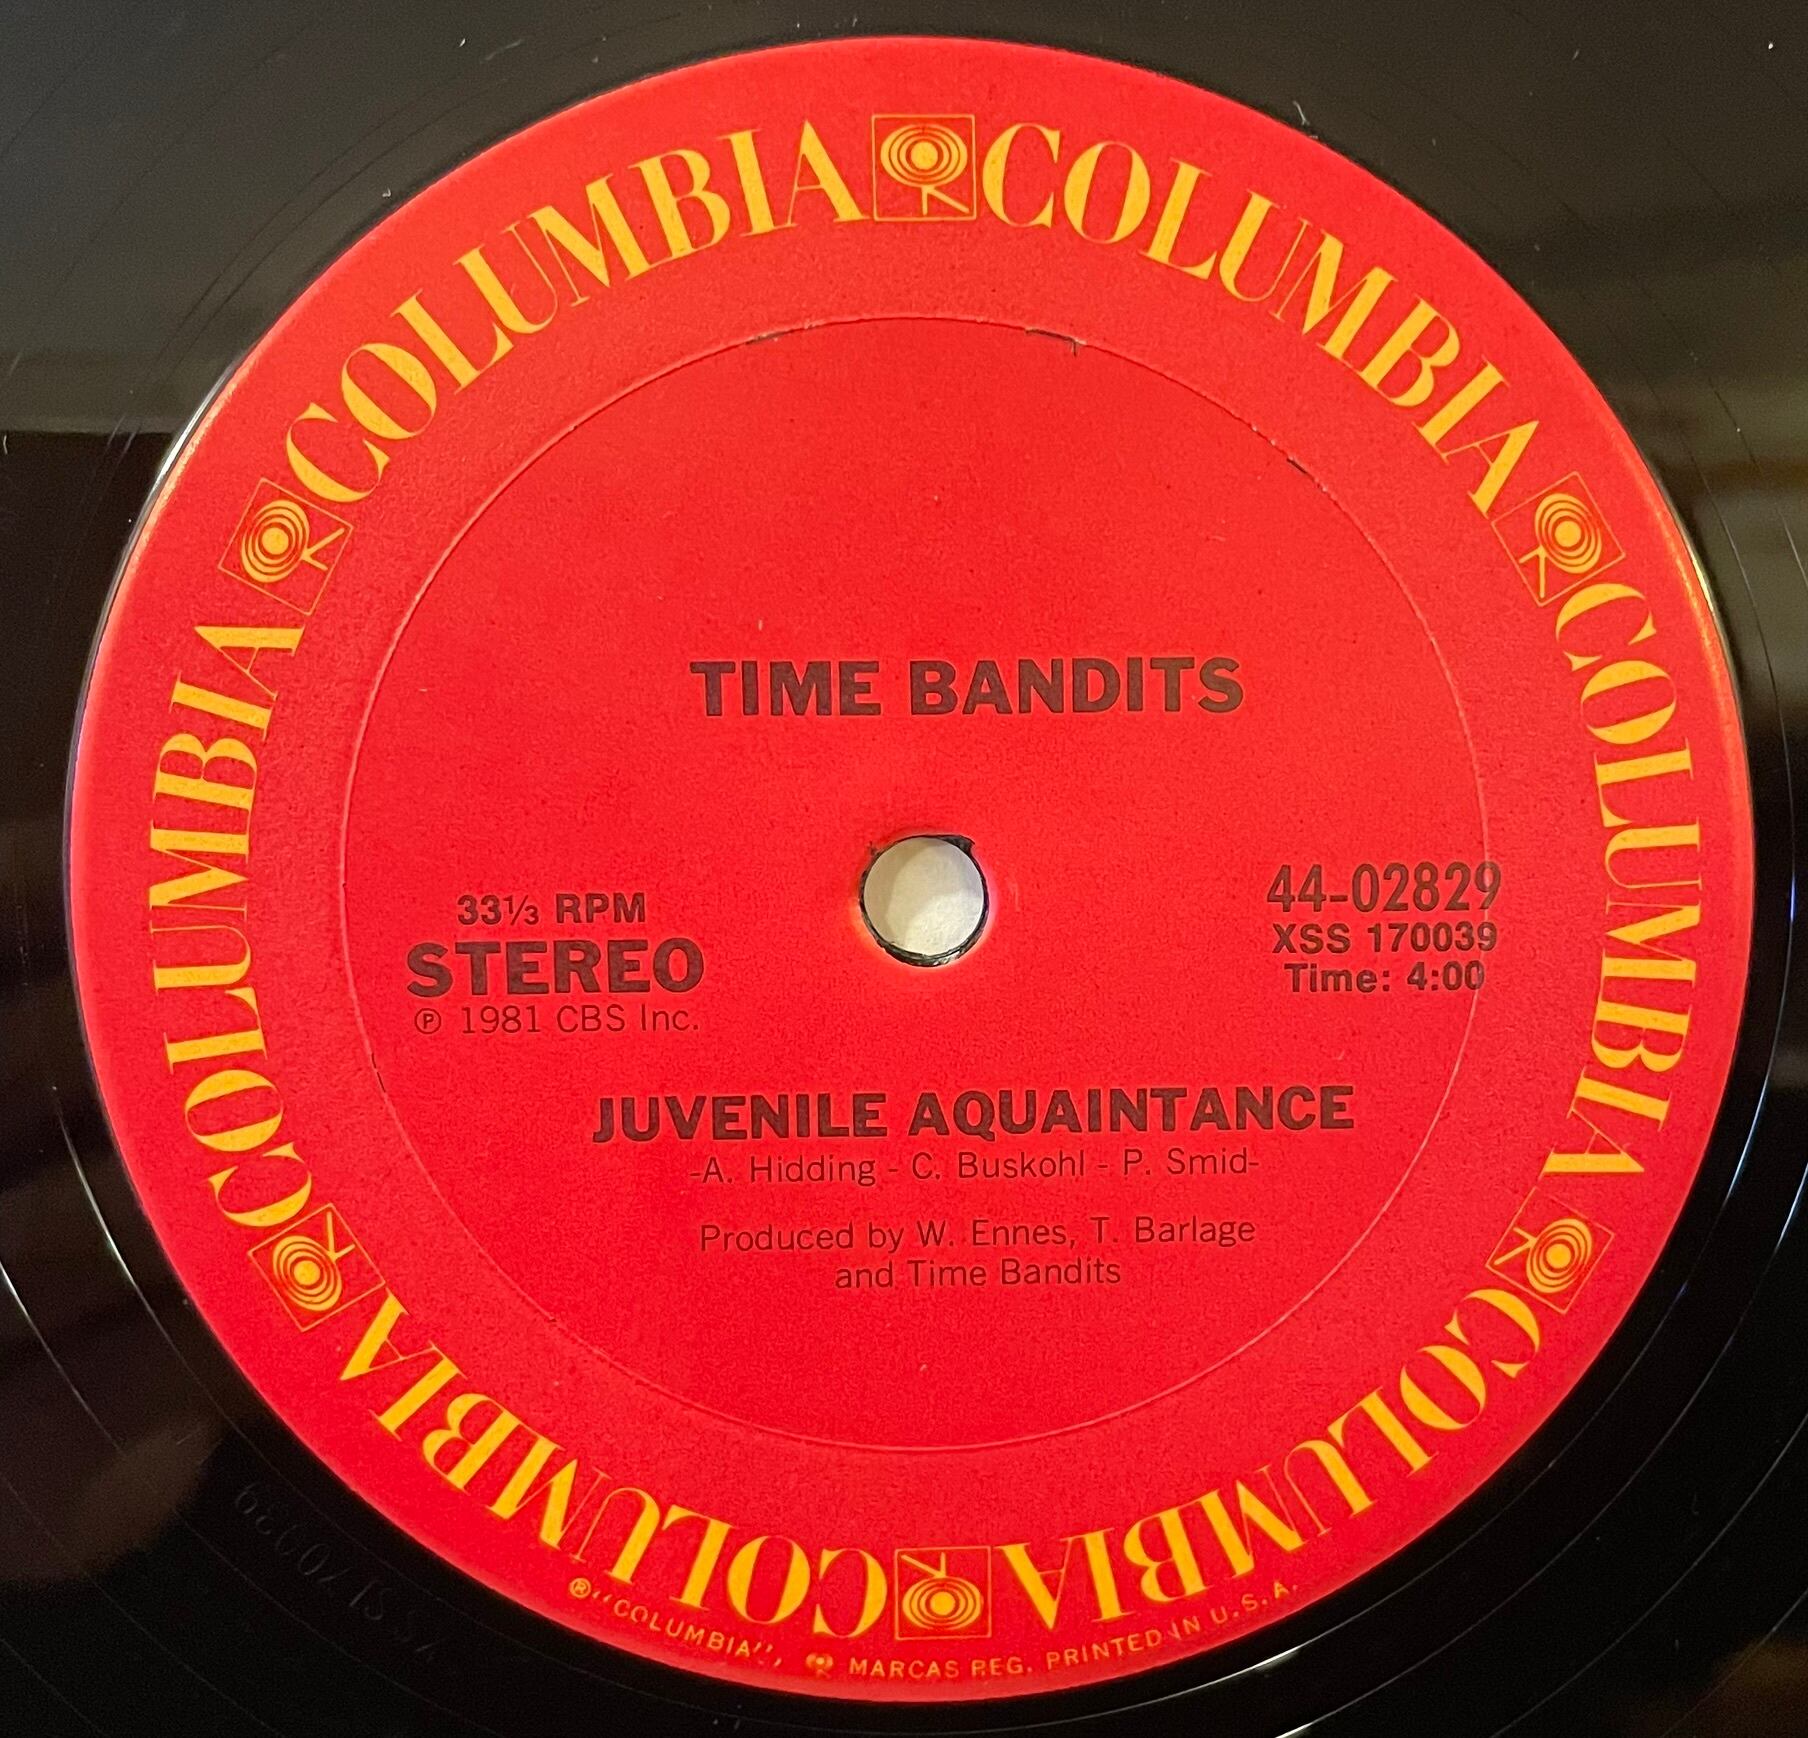 COLUMBIA COLUMBIA COLUMBIA COLUMBIA COLUMBIA COLUMBIA
TIME BANDITS
33⅓ RPM
STEREO
℗ 1981 CBS Inc.
44-02829
XSS 170039
Time: 4:00
JUVENILE AQUAINTANCE
-A. Hidding - C. Buskohl - P. Smid-
Produced by W. Ennes, T. Barlage
and Time Bandits
®"COLUMBIA", MARCAS REG. PRINTED IN U.S.A.